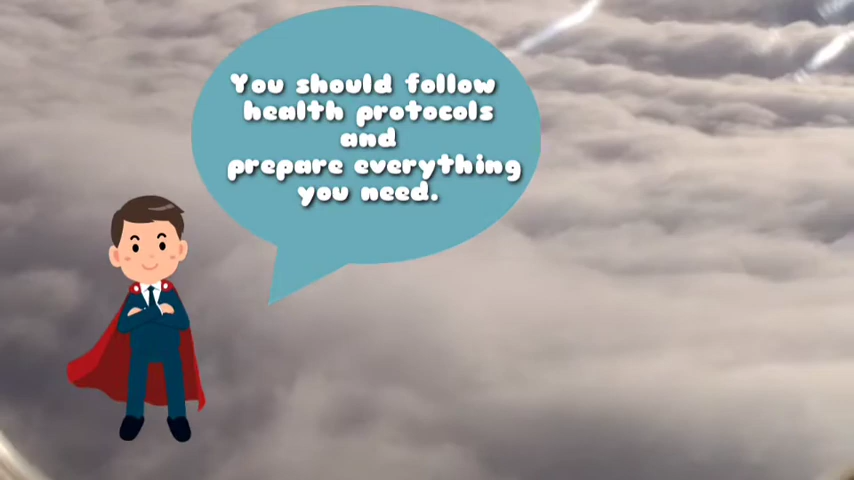 You should follow
health protocols
and
prepare everything
you need.